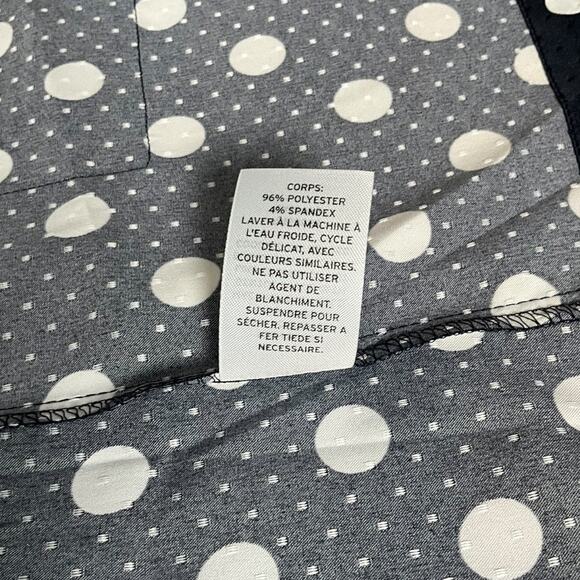 CORPS:
96% POLYESTER
4% SPANDEX
LAVER À LA MACHINE À
L'EAU FROIDE, CYCLE
DÉLICAT, AVEC
COULEURS SIMILAIRES.
NE PAS UTILISER
AGENT DE
BLANCHIMENT.
SUSPENDRE POUR
SÉCHER. REPASSER A
FER TIEDE SI
NECESSAIRE.